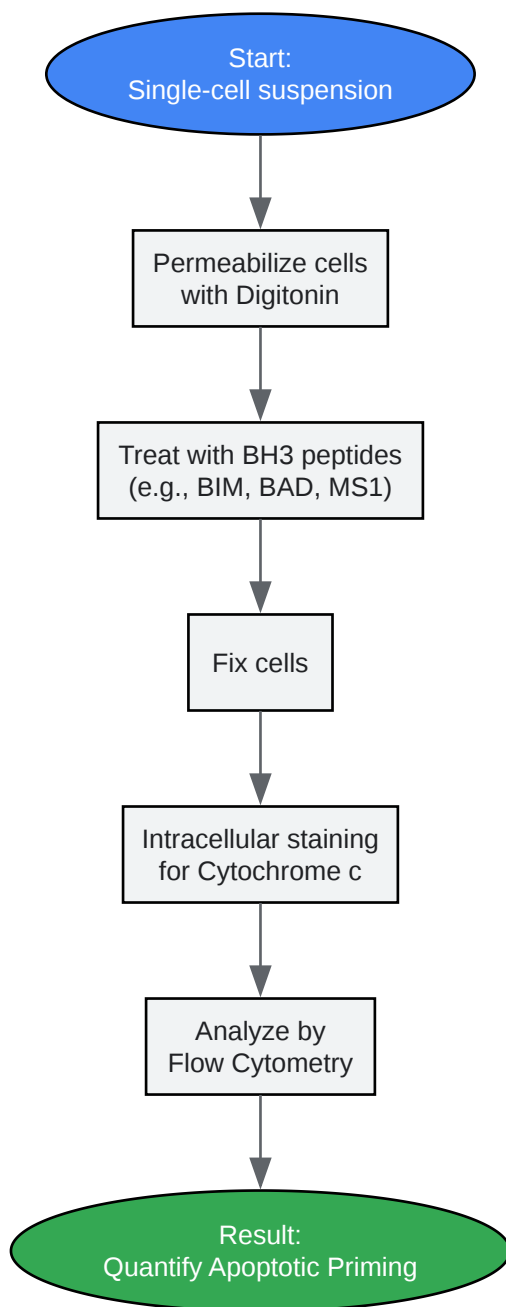 Start:
Single-cell suspension
Permeabilize cells
with Digitonin
Treat with BH3 peptides
(e.g., BIM, BAD, MS1)
Fix cells
Intracellular staining
for Cytochrome c
Analyze by
Flow Cytometry
Result:
Quantify Apoptotic Priming